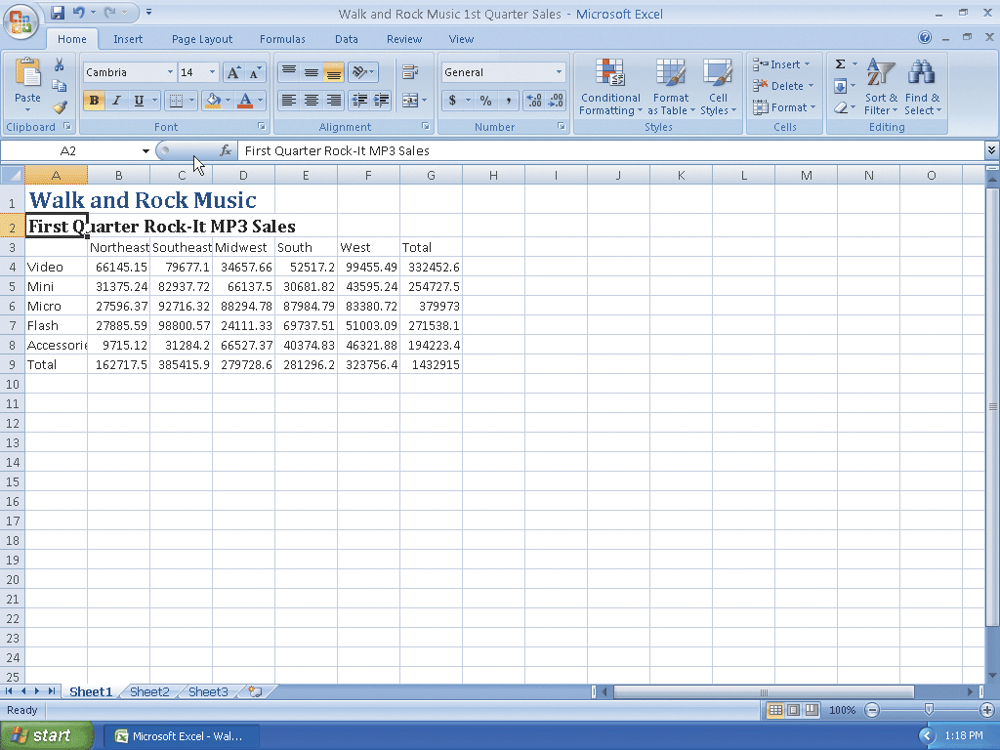 Walk and Rock Music 1st Quarter Sales - Microsoft Excel
Home Insert Page Layout Formulas Data Review View
Paste
Cambria 14
General
Conditional Formatting
Format as Table
Cell Styles
Insert
Delete
Format
Σ
Sort & Filter
Find & Select
B I U A
$ % ,
Clipboard Font Alignment Number Styles Cells Editing
A2 fx First Quarter Rock-It MP3 Sales
A B C D E F G H I J K L M N O
1 Walk and Rock Music
2 First Quarter Rock-It MP3 Sales
3 Northeast Southeast Midwest South West Total
4 Video 66145.15 79677.1 34657.66 52517.2 99455.49 332452.6
5 Mini 31375.24 82937.72 66137.5 30681.82 43595.24 254727.5
6 Micro 27596.37 92716.32 88294.78 87984.79 83380.72 379973
7 Flash 27885.59 98800.57 24111.33 69737.51 51003.09 271538.1
8 Accessorie 9715.12 31284.2 66527.37 40374.83 46321.88 194223.4
9 Total 162717.5 385415.9 279728.6 281296.2 323756.4 1432915
10
11
12
13
14
15
16
17
18
19
20
21
22
23
24
25
Sheet1 Sheet2 Sheet3
Ready 100%
start Microsoft Excel - Wal... 1:18 PM